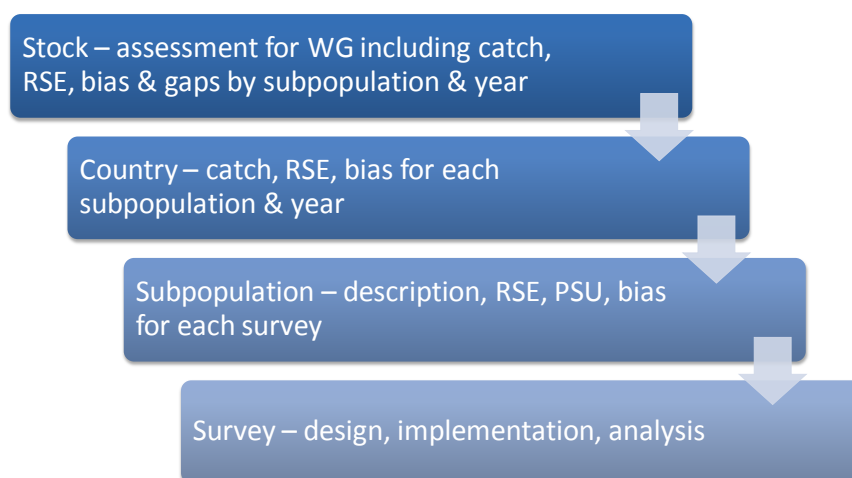 Stock – assessment for WG including catch,
RSE, bias & gaps by subpopulation & year
Country – catch, RSE, bias for each
subpopulation & year
Subpopulation – description, RSE, PSU, bias
for each survey
Survey – design, implementation, analysis